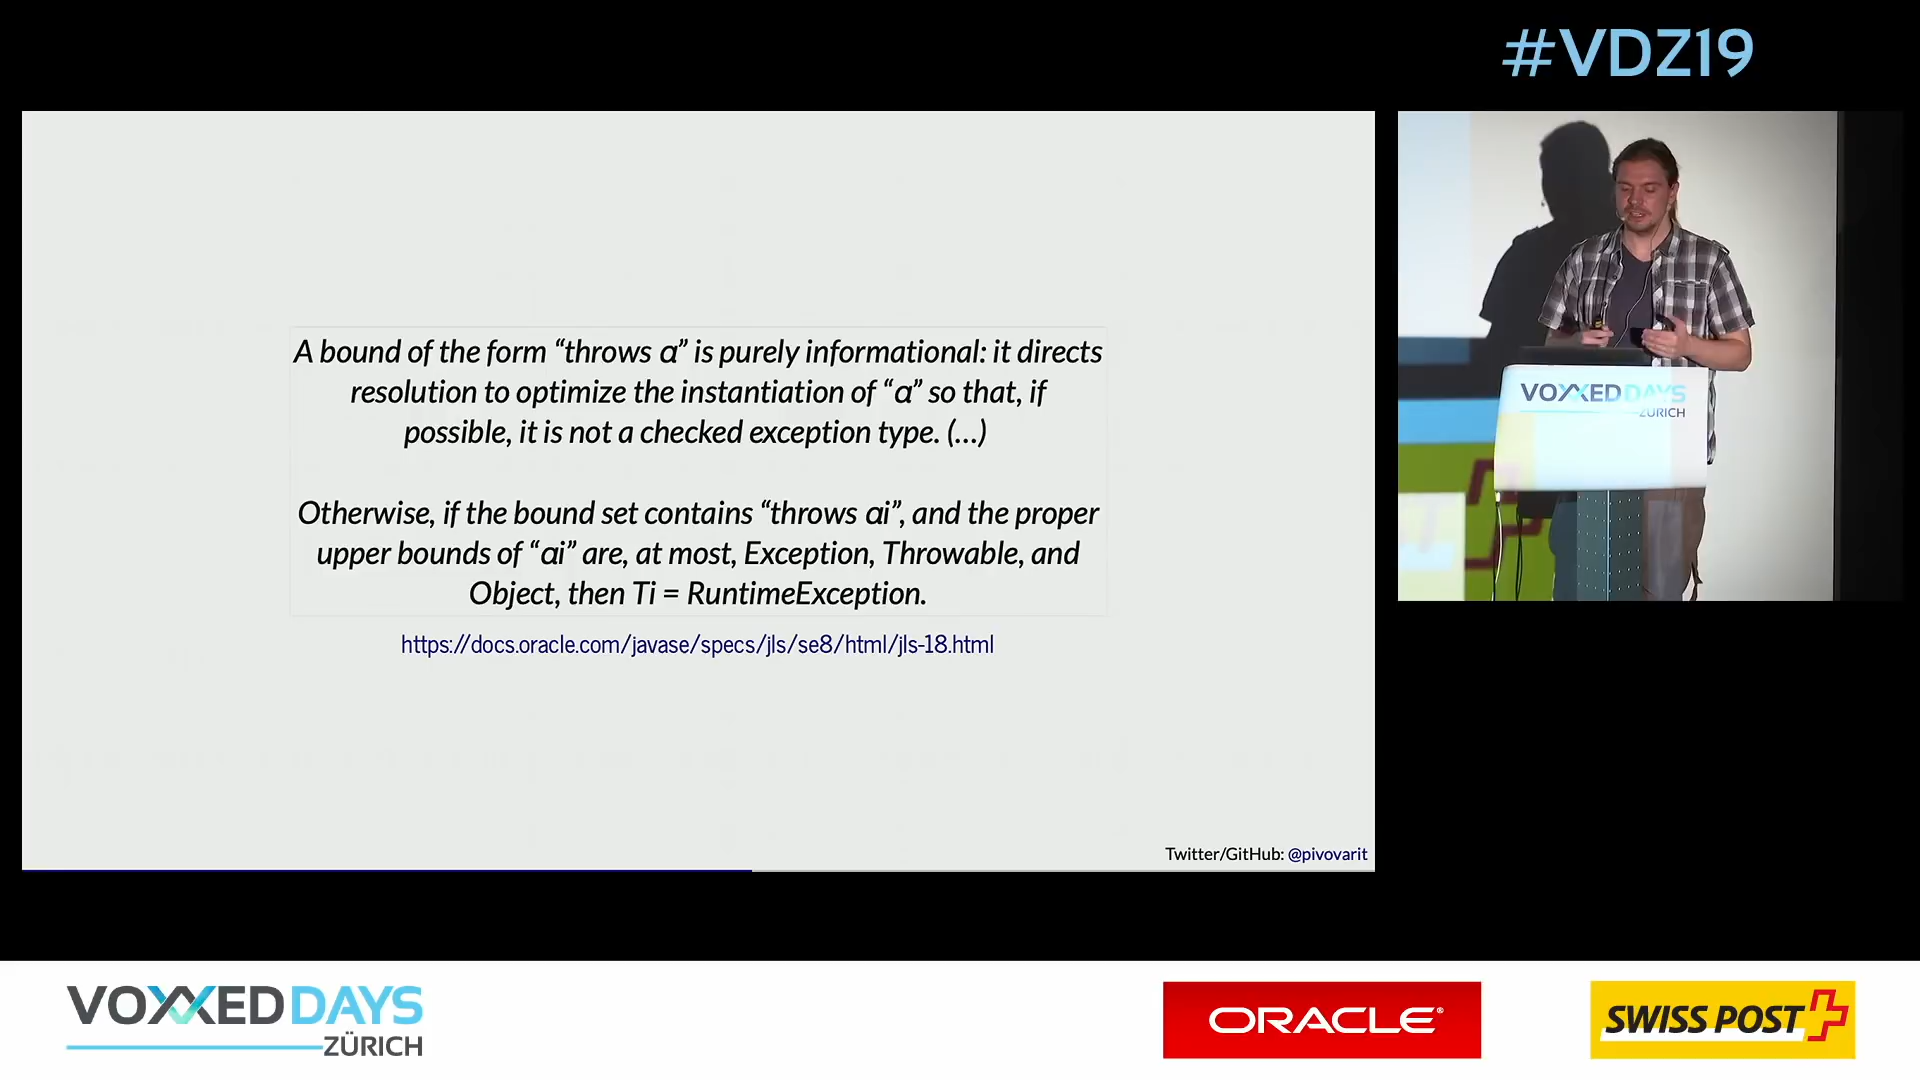 #VDZ19
A bound of the form “throws α” is purely informational: it directs
resolution to optimize the instantiation of “α” so that, if
possible, it is not a checked exception type. (…)
Otherwise, if the bound set contains “throws αi”, and the proper
upper bounds of “αi” are, at most, Exception, Throwable, and
Object, then Ti = RuntimeException.
https://docs.oracle.com/javase/specs/jls/se8/html/jls-18.html
Twitter/GitHub: @pivovarit
VOXXED DAYS
ZÜRICH
VOXXED DAYS
ZÜRICH
ORACLE®
SWISS POST